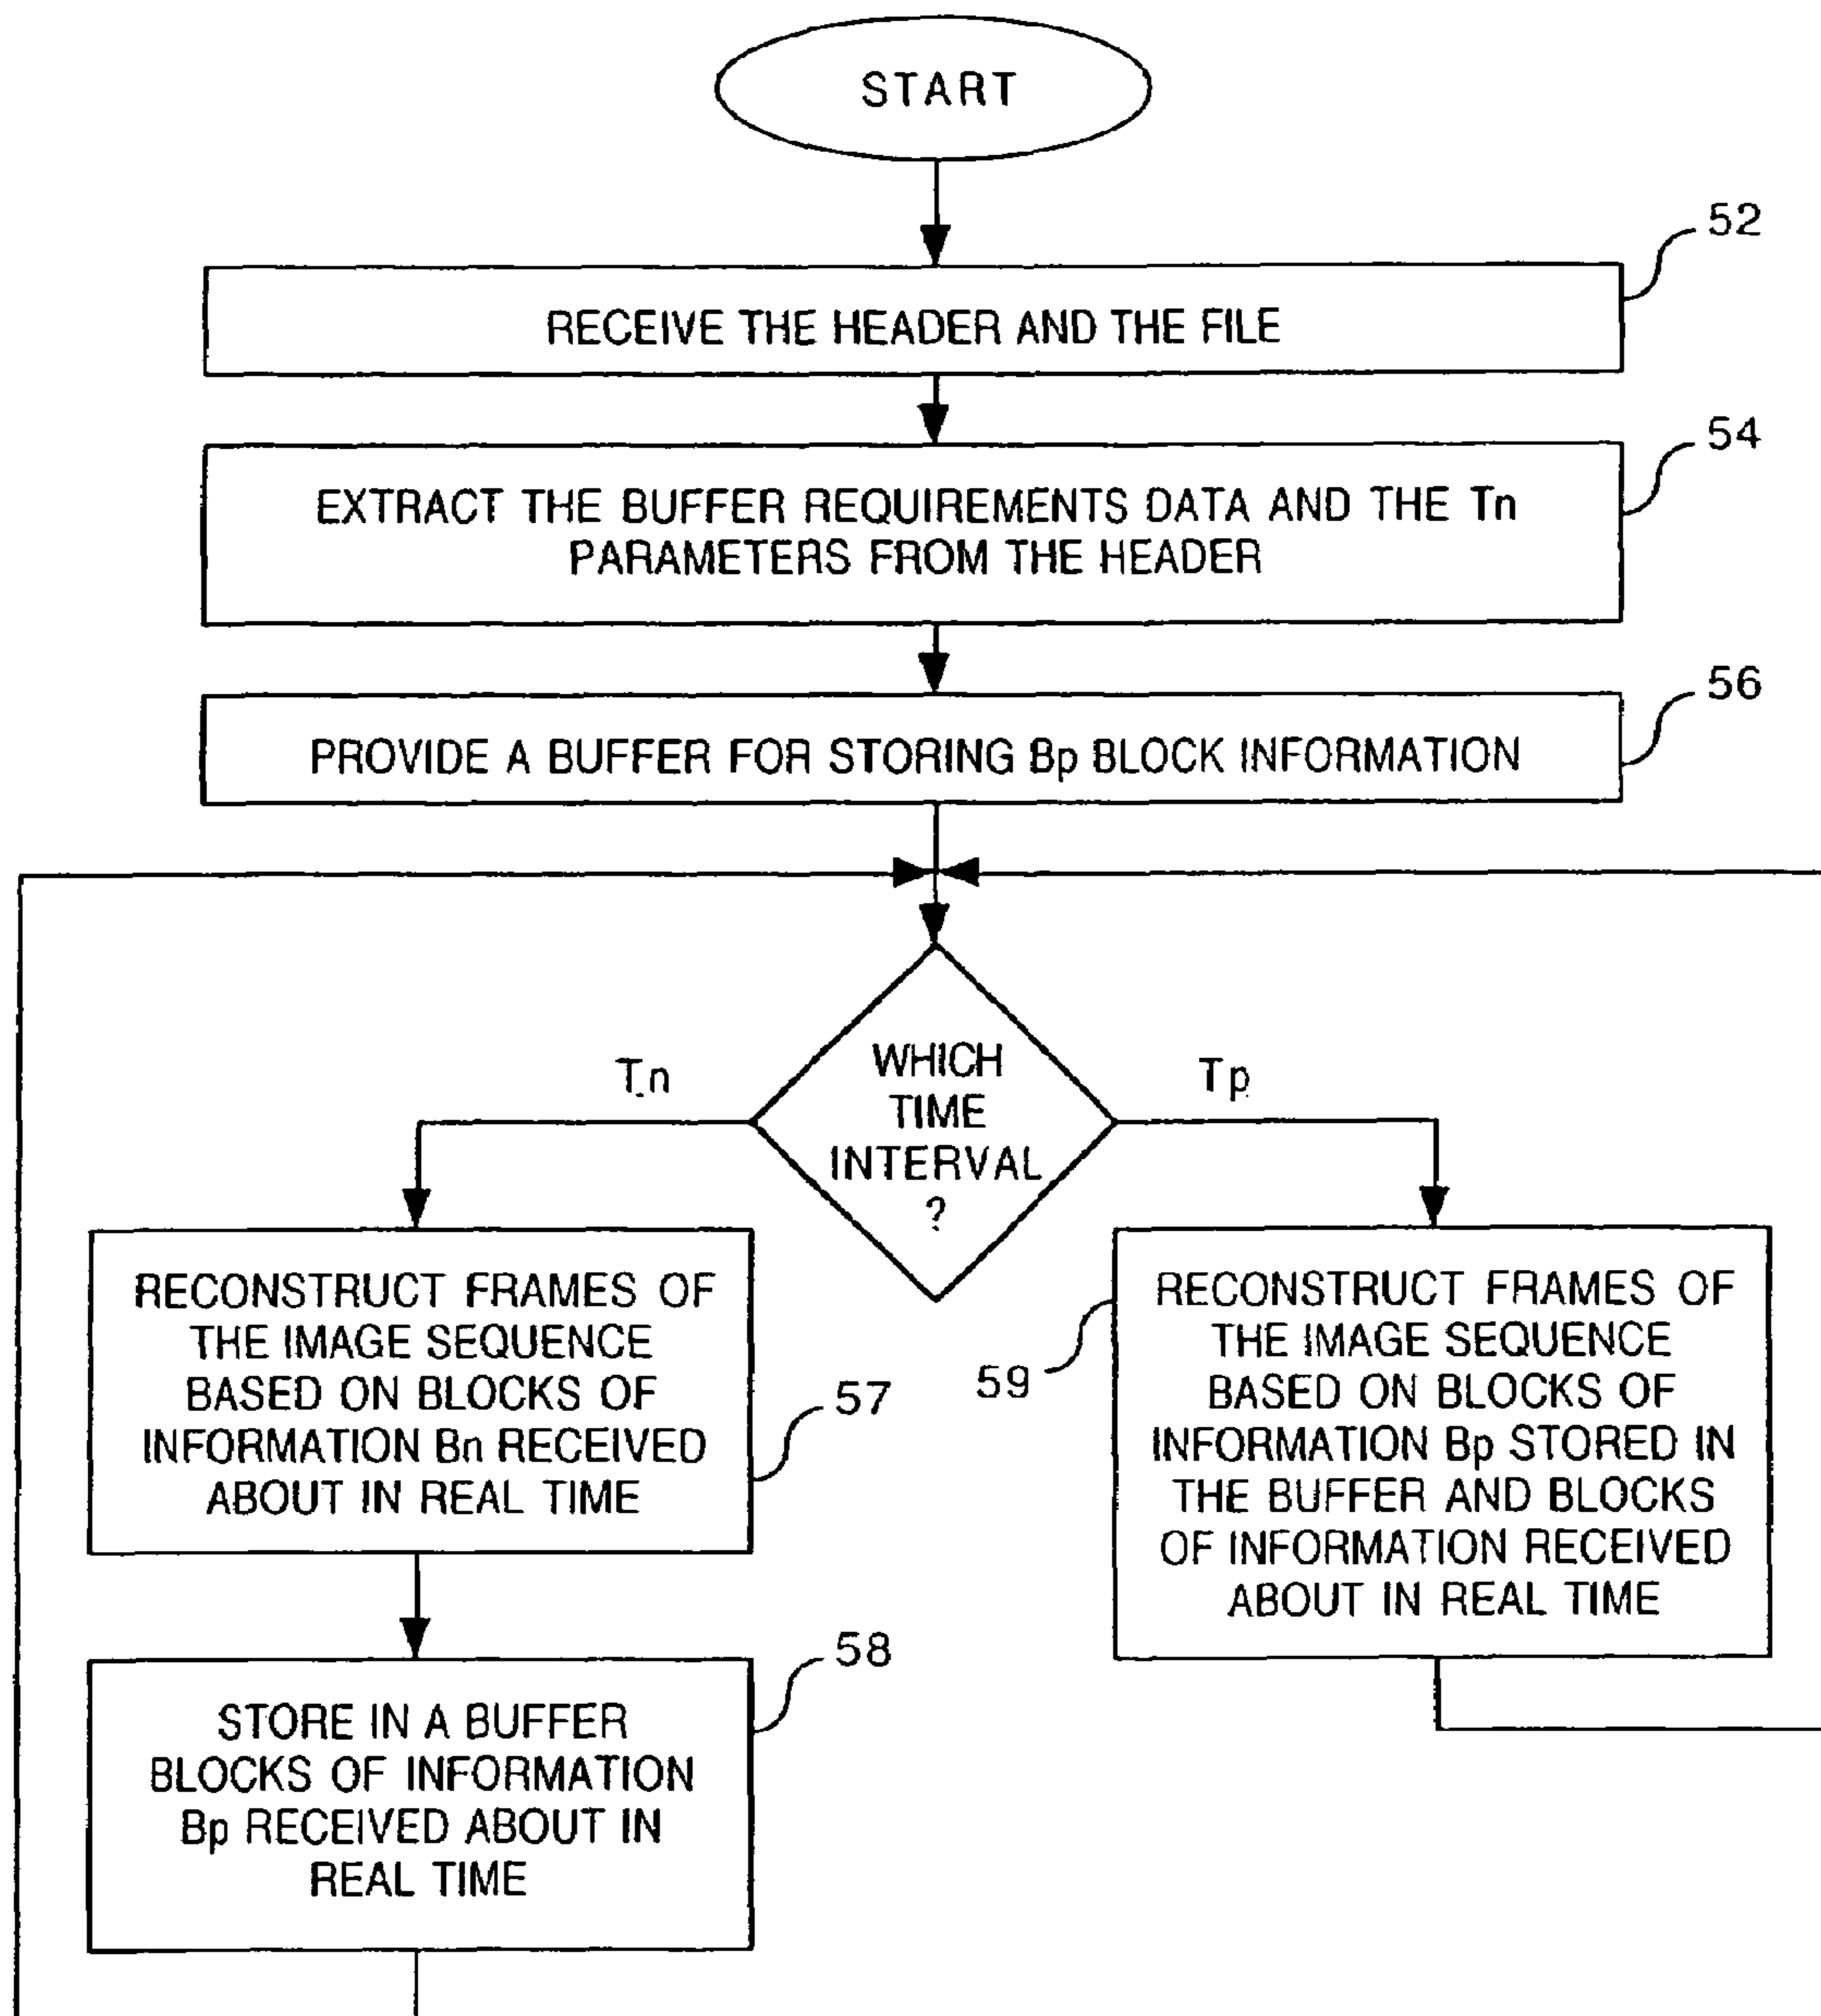 START
52
RECEIVE THE HEADER AND THE FILE
54
EXTRACT THE BUFFER REQUIREMENTS DATA AND THE Tn
PARAMETERS FROM THE HEADER
56
PROVIDE A BUFFER FOR STORING Bp BLOCK INFORMATION
WHICH
TIME
INTERVAL
?
Tn
Tp
RECONSTRUCT FRAMES OF
THE IMAGE SEQUENCE
BASED ON BLOCKS OF
INFORMATION Bn RECEIVED
ABOUT IN REAL TIME
57
59
RECONSTRUCT FRAMES OF
THE IMAGE SEQUENCE
BASED ON BLOCKS OF
INFORMATION Bp STORED IN
THE BUFFER AND BLOCKS
OF INFORMATION RECEIVED
ABOUT IN REAL TIME
58
STORE IN A BUFFER
BLOCKS OF INFORMATION
Bp RECEIVED ABOUT IN
REAL TIME